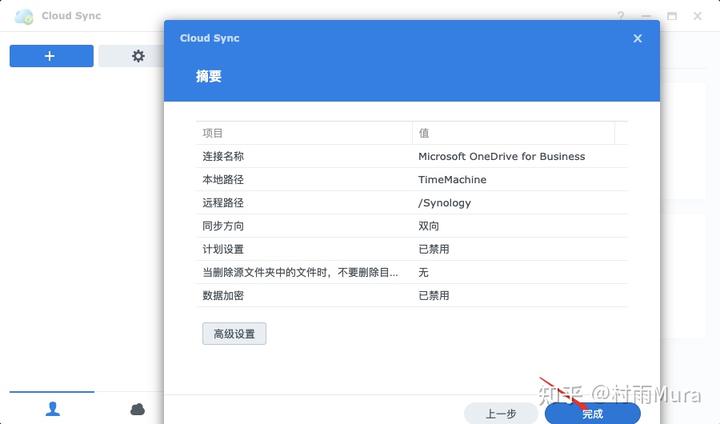 Cloud Sync
Cloud Sync
摘要
项目 值
连接名称 Microsoft OneDrive for Business
本地路径 TimeMachine
远程路径 /Synology
同步方向 双向
计划设置 已禁用
当删除源文件夹中的文件时，不要删除目... 无
数据加密 已禁用
高级设置
知乎 @村雨Mura
上一步 完成